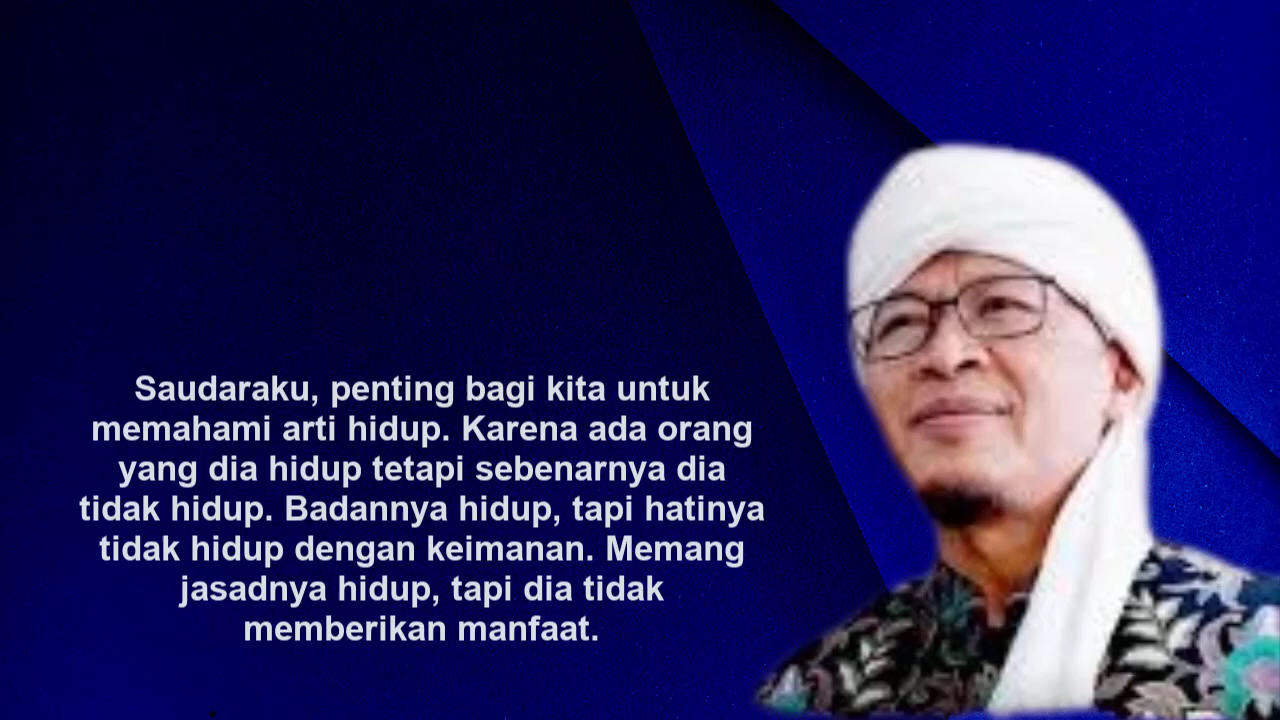 Saudaraku, penting bagi kita untuk
memahami arti hidup. Karena ada orang
yang dia hidup tetapi sebenarnya dia
tidak hidup. Badannya hidup, tapi hatinya
tidak hidup dengan keimanan. Memang
jasadnya hidup, tapi dia tidak
memberikan manfaat.